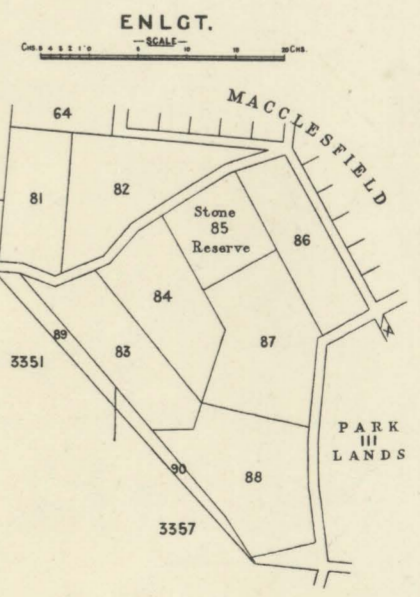 ENLGT.
SCALE
CHS. 5 4 3 2 1 0 5 10 15 20 CHS.
MACCLESFIELD
64
81
82
Stone
85
Reserve
86
84
83
87
89
3351
PARK
III
LANDS
90
88
3357